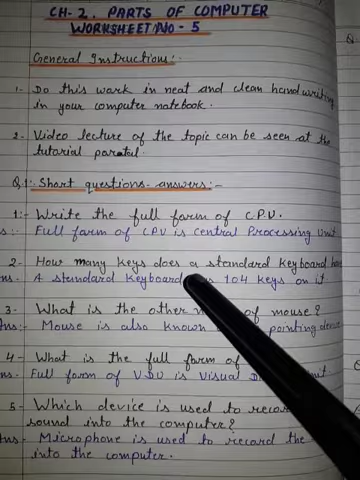 CH-2. PARTS OF COMPUTER
WORKSHEET NO - 5
General Instructions:-
1- Do this work in neat and clean handwriting
in your computer notebook.
2- Video lecture of the topic can be seen at the
tutorial
Q.1:- Short questions-answers:-
1:- Write the full form of C.P.U.
s:- Full form of CPU is Central Processing Unit
2- How many keys does a standard keyboard
ns- A standard keyboard 104 keys on it
3- What is the other of mouse?
Ans:- Mouse is also known pointing device
4- What is the full form of
ns- Full form of VDU is Visual
5- Which device is used to
sound into the computer?
Ans:- Microphone is used to record the
into the computer.